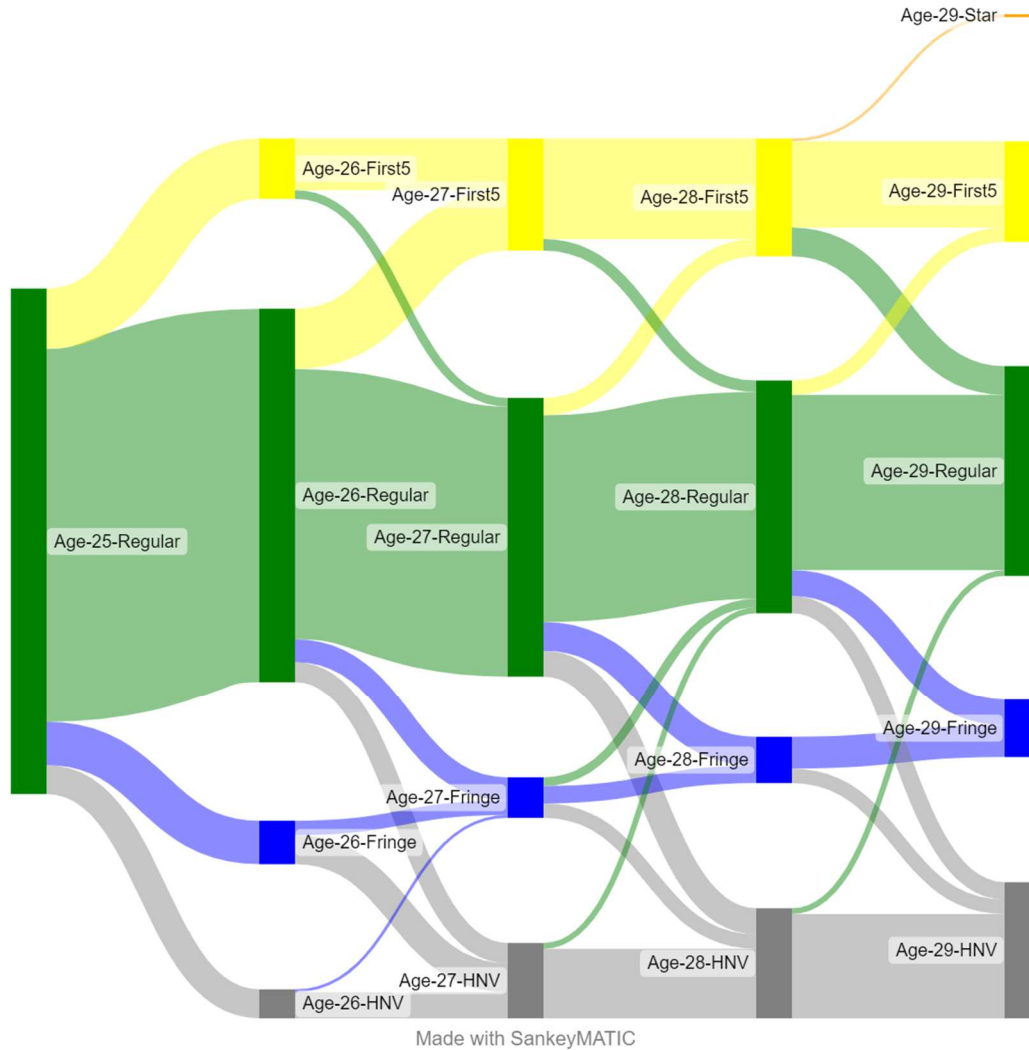 Age-29-Star
Age-26-First5
Age-27-First5
Age-28-First5
Age-29-First5
Age-25-Regular
Age-26-Regular
Age-27-Regular
Age-28-Regular
Age-29-Regular
Age-26-Fringe
Age-27-Fringe
Age-28-Fringe
Age-29-Fringe
Age-26-HNV
Age-27-HNV
Age-28-HNV
Age-29-HNV
Made with SankeyMATIC